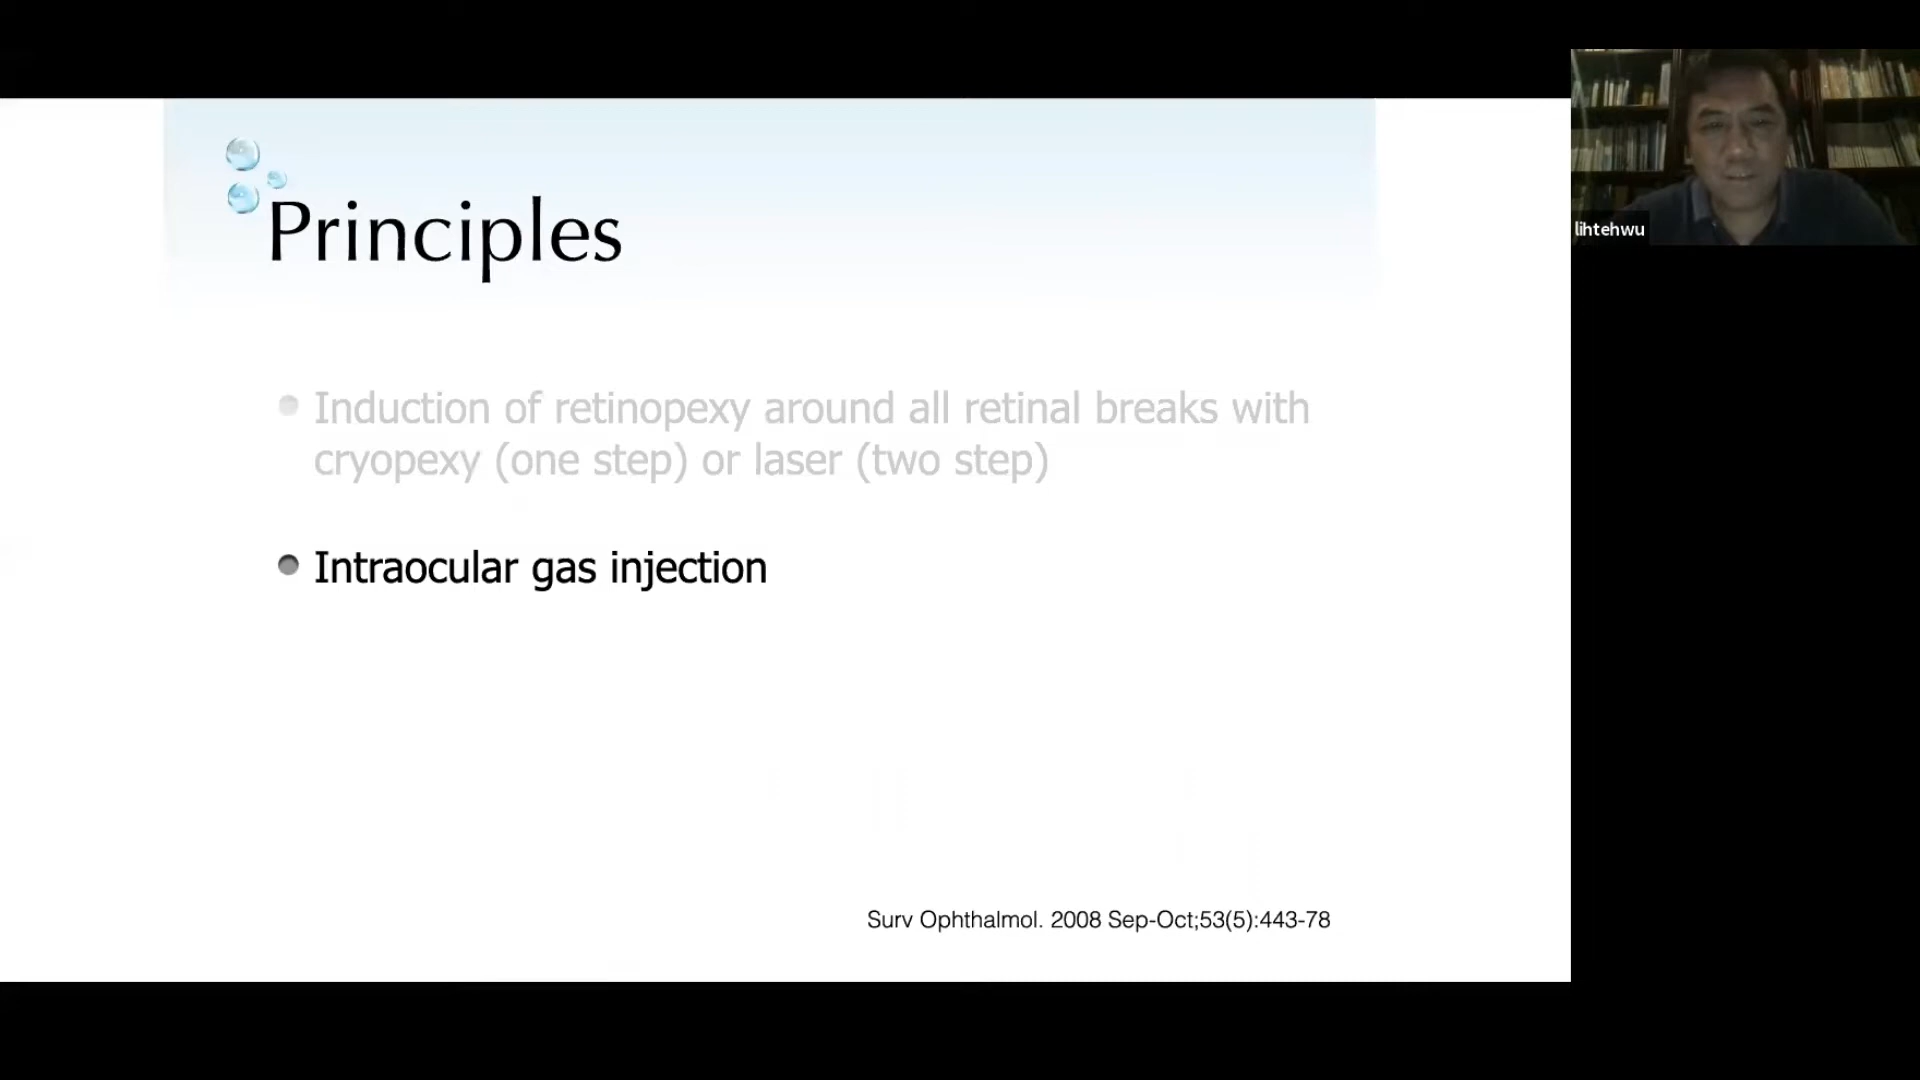 Principles
Induction of retinopexy around all retinal breaks with
cryopexy (one step) or laser (two step)
Intraocular gas injection
Surv Ophthalmol. 2008 Sep-Oct;53(5):443-78
lihtehwu